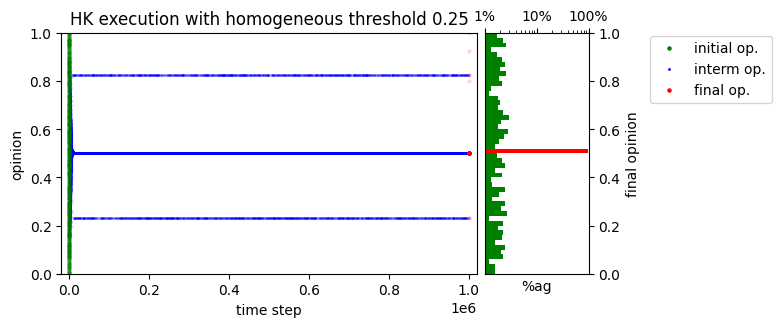 HK execution with homogeneous threshold 0.25
1% 10% 100%
1.0
0.8
0.6
0.4
0.2
0.0
opinion
0.0 0.2 0.4 0.6 0.8 1.0
1e6
time step
%ag
1.0
0.8
0.6
0.4
0.2
0.0
final opinion
initial op.
interm op.
final op.